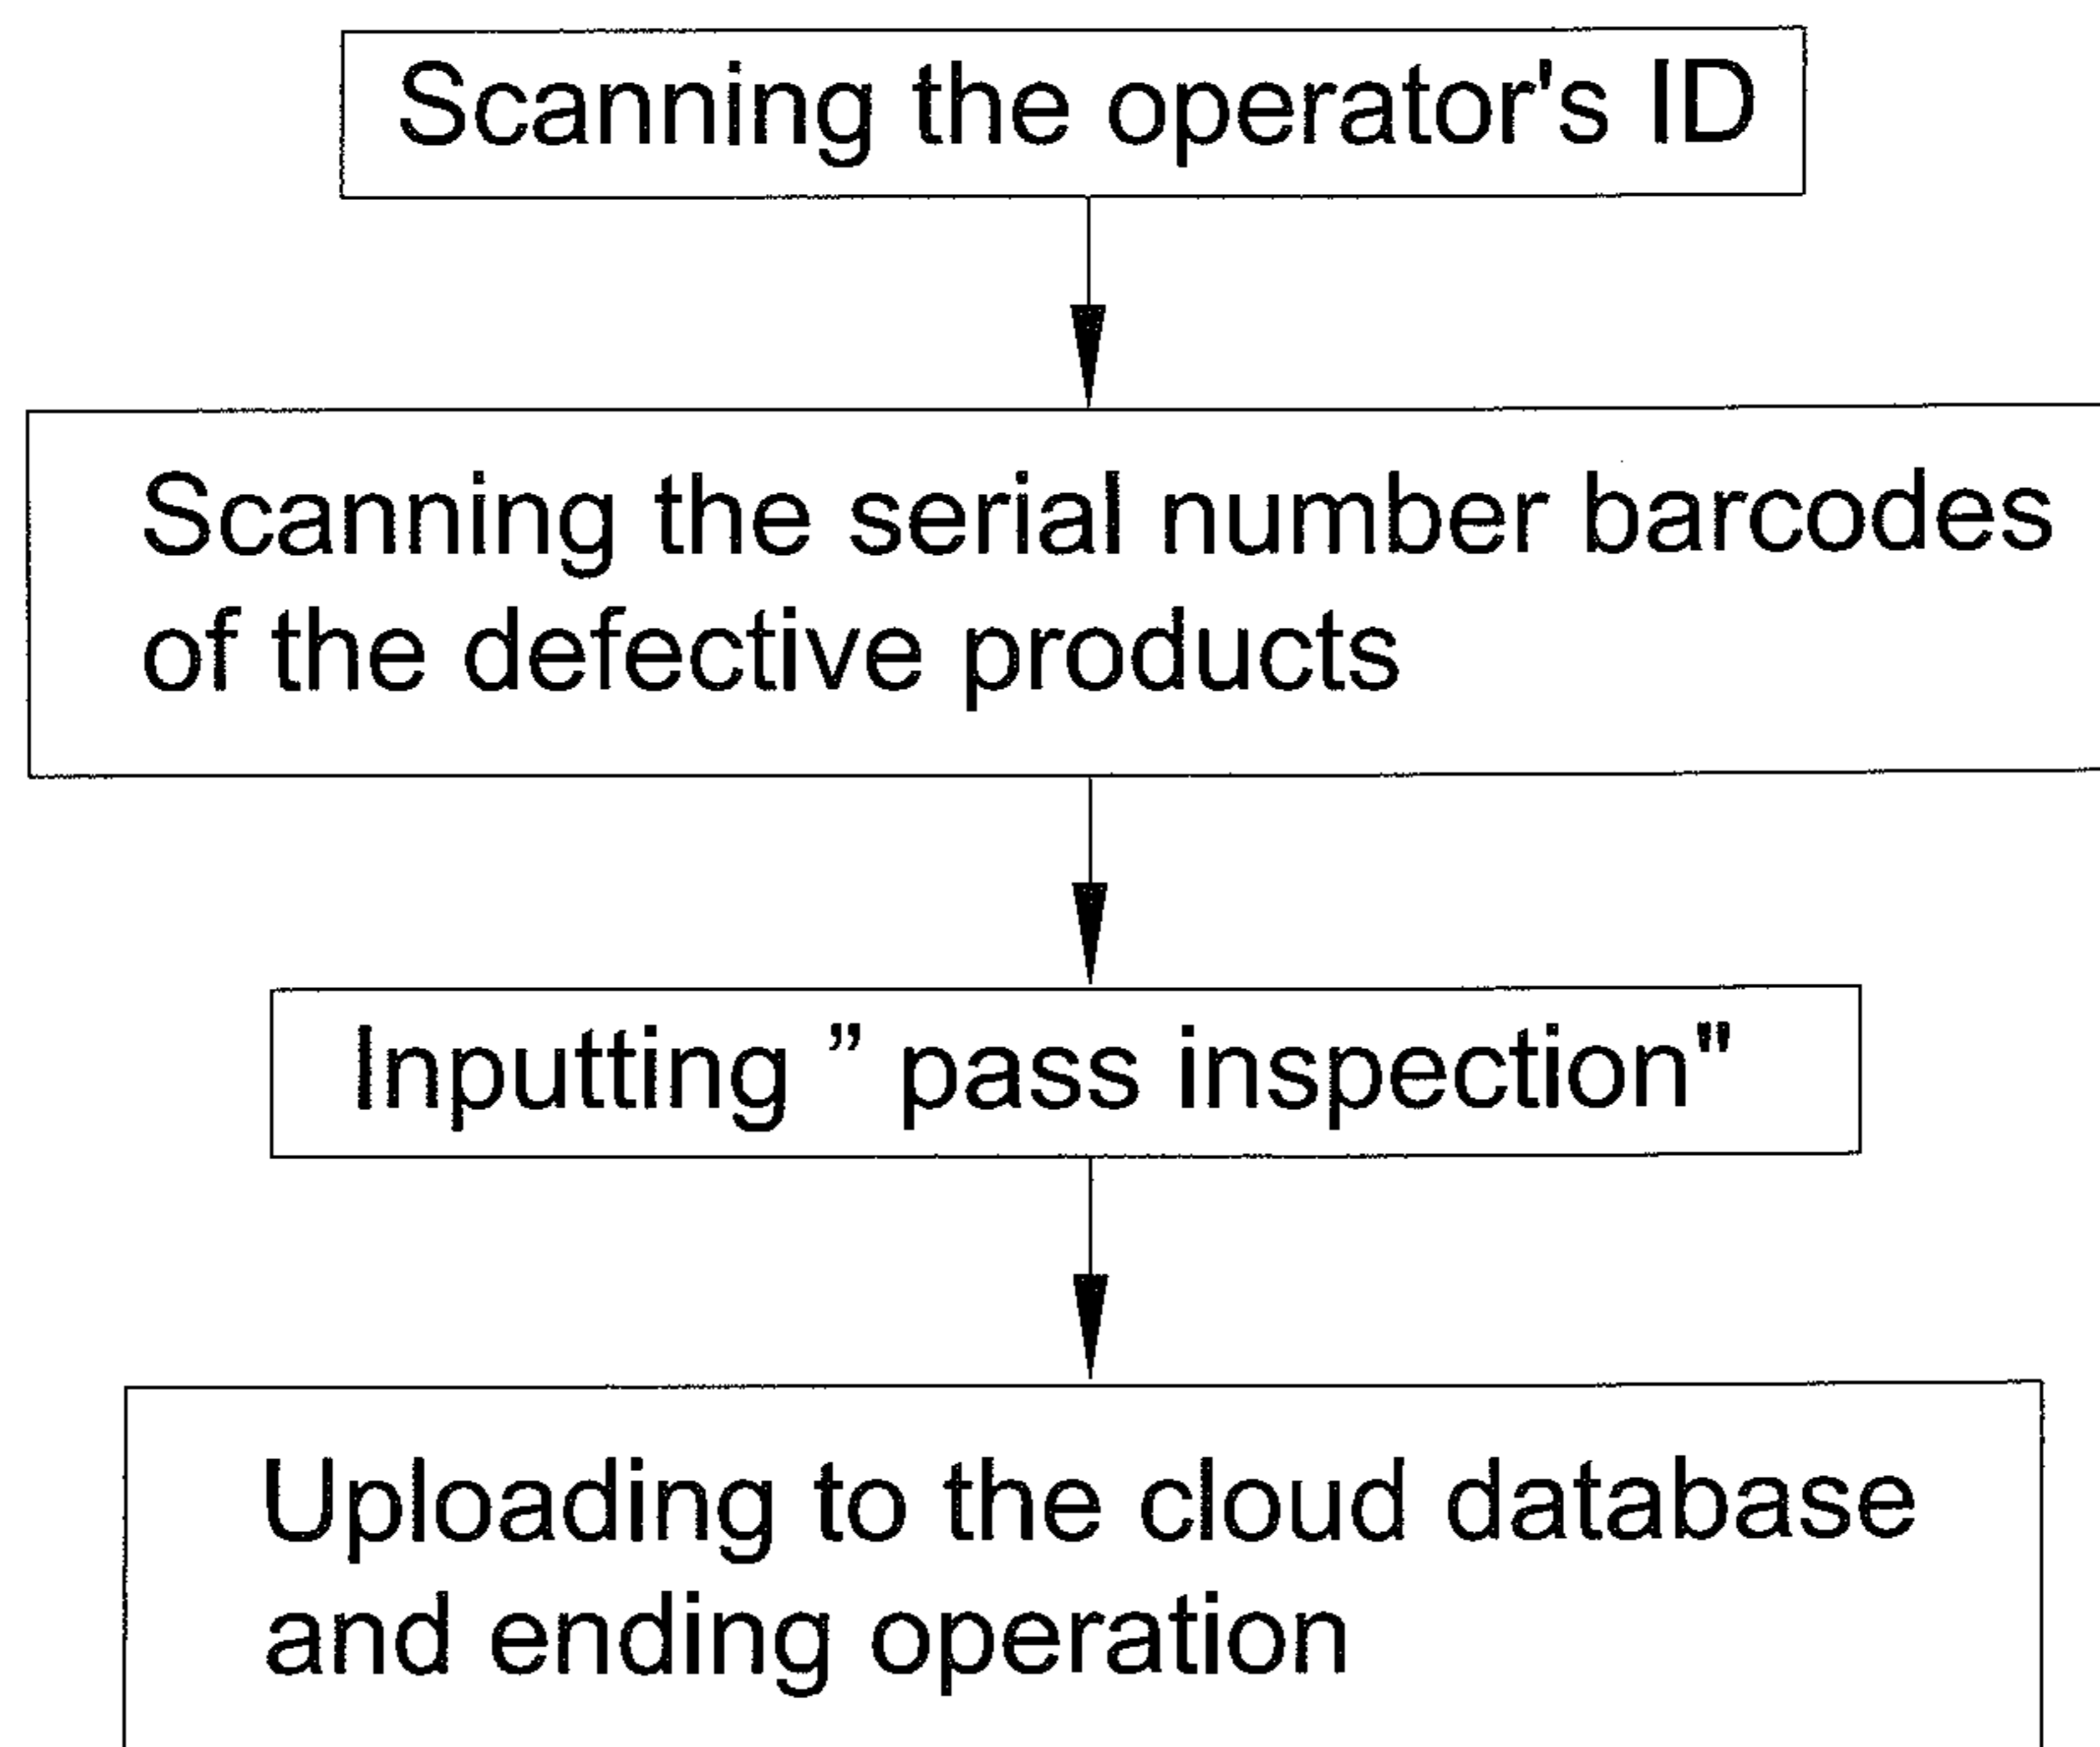 Scanning the operator's ID
Scanning the serial number barcodes
of the defective products
Inputting ” pass inspection"
Uploading to the cloud database
and ending operation